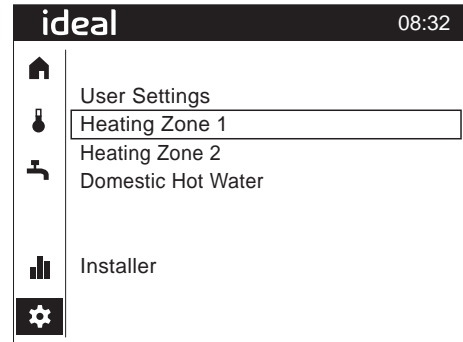 ideal 08:32
User Settings
Heating Zone 1
Heating Zone 2
Domestic Hot Water
Installer